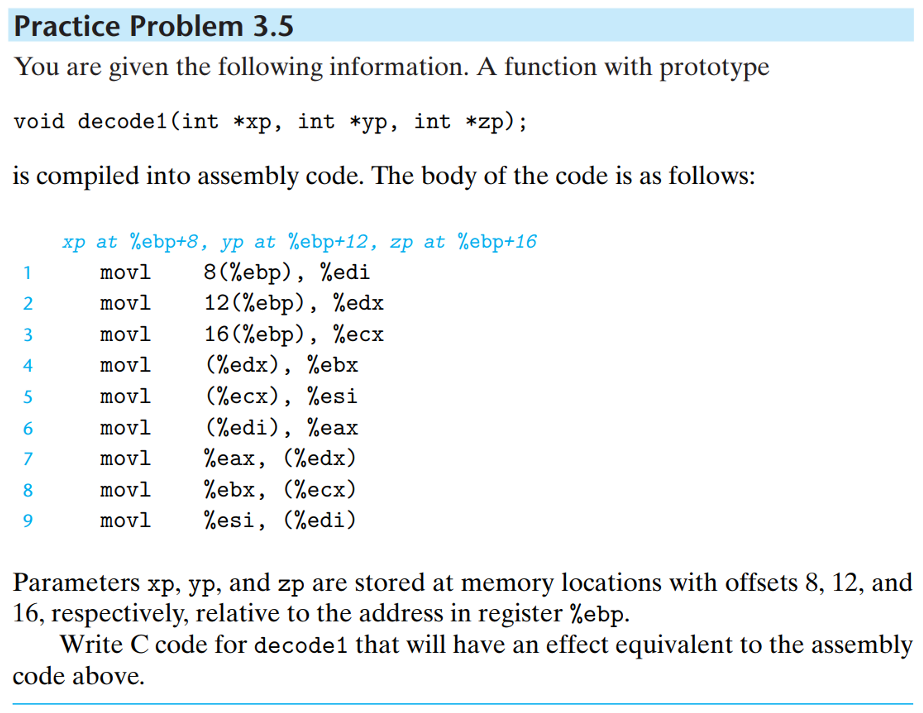 Practice Problem 3.5
You are given the following information. A function with prototype
void decode1(int *xp, int *yp, int *zp);
is compiled into assembly code. The body of the code is as follows:
xp at %ebp+8, yp at %ebp+12, zp at %ebp+16
1 movl 8(%ebp), %edi
2 movl 12(%ebp), %edx
3 movl 16(%ebp), %ecx
4 movl (%edx), %ebx
5 movl (%ecx), %esi
6 movl (%edi), %eax
7 movl %eax, (%edx)
8 movl %ebx, (%ecx)
9 movl %esi, (%edi)
Parameters xp, yp, and zp are stored at memory locations with offsets 8, 12, and
16, respectively, relative to the address in register %ebp.
Write C code for decode1 that will have an effect equivalent to the assembly
code above.